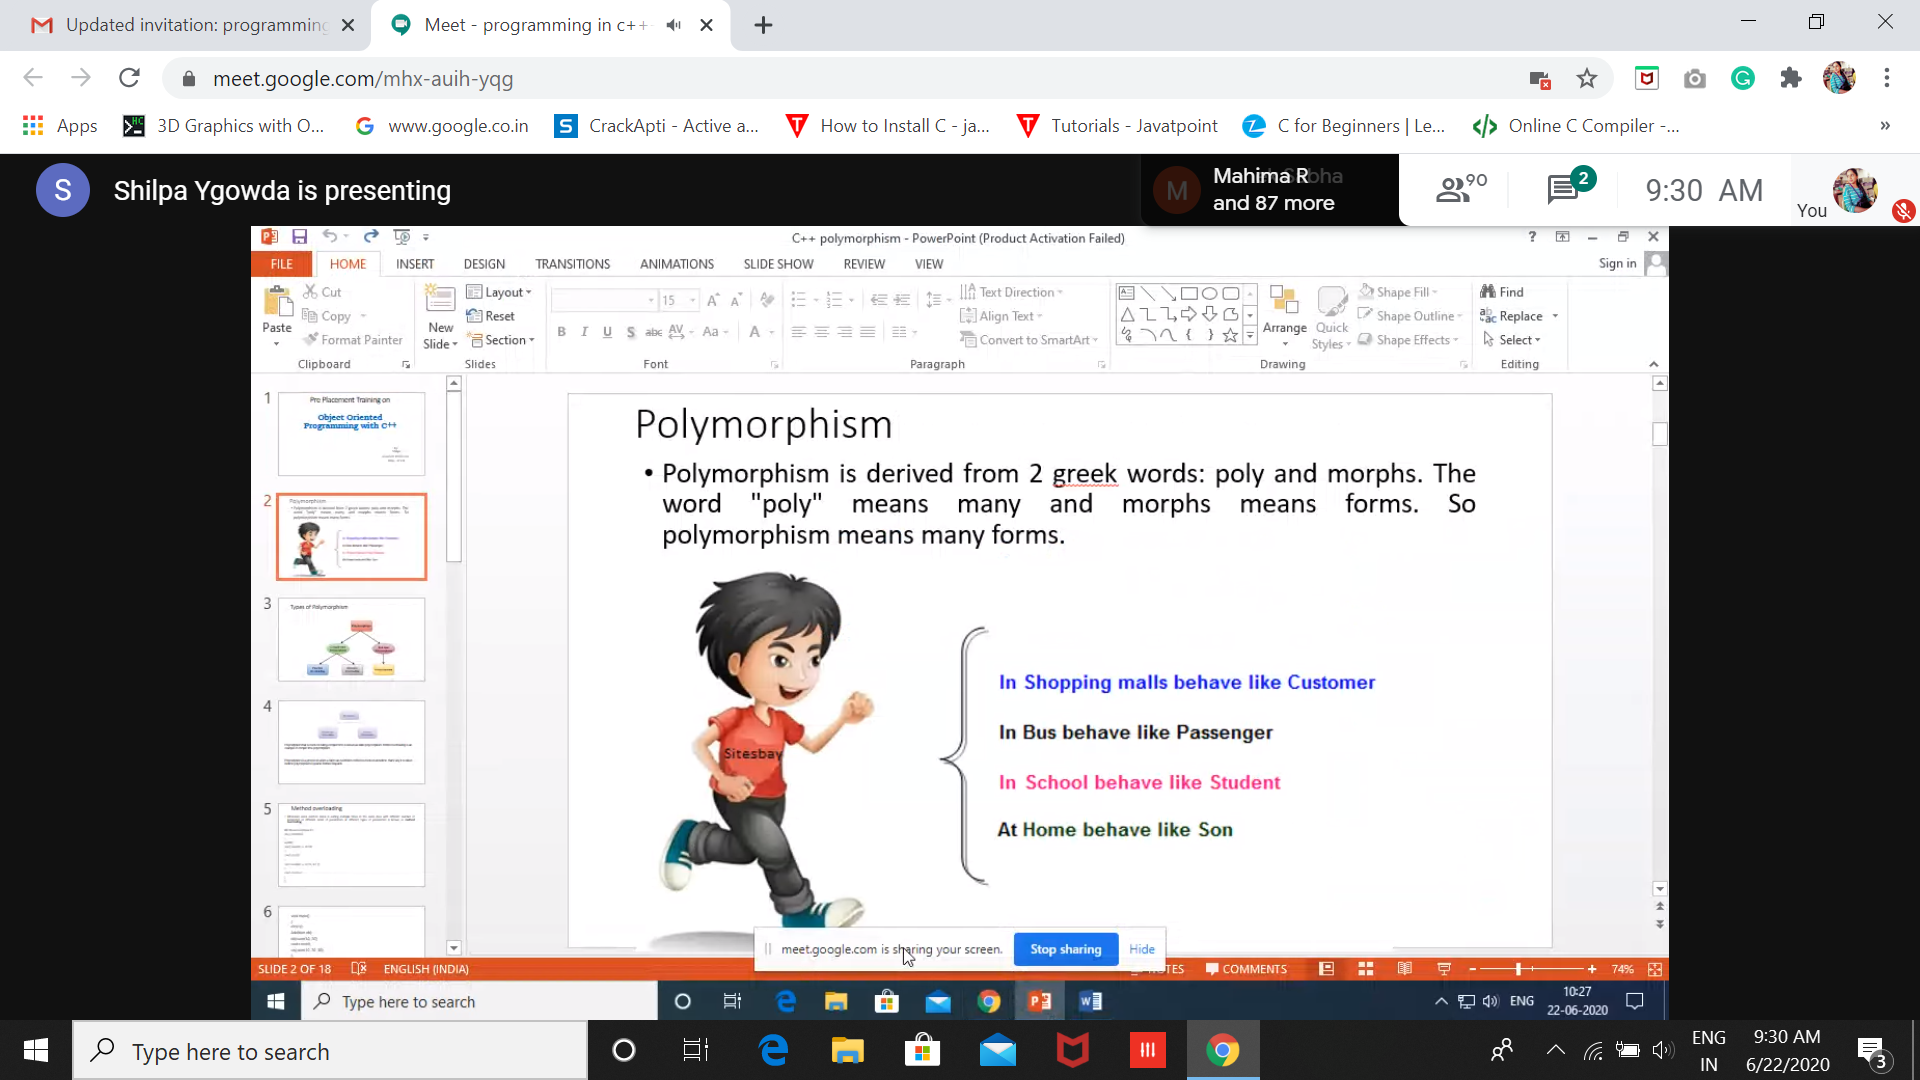 Updated invitation: programming
Meet - programming in c++
meet.google.com/mhx-auih-yqg
Apps
3D Graphics with O...
www.google.co.in
CrackApti - Active a...
How to Install C - ja...
Tutorials - Javatpoint
C for Beginners | Le...
Online C Compiler -...
»
S
Shilpa Ygowda is presenting
M
Mahima R
and 87 more
90
2
9:30 AM
You
C++ polymorphism - PowerPoint (Product Activation Failed)
FILE HOME INSERT DESIGN TRANSITIONS ANIMATIONS SLIDE SHOW REVIEW VIEW
Sign in
Paste
Cut
Copy
Format Painter
Clipboard
New
Slide
Layout
Reset
Section
Slides
15
B I U S abc AV Aa A
Font
Text Direction
Align Text
Convert to SmartArt
Paragraph
Arrange
Quick
Styles
Shape Fill
Shape Outline
Shape Effects
Drawing
Find
Replace
Select
Editing
1
Pre Placement Training on
Object Oriented
Programming with C++
2
Polymorphism
3
Types of Polymorphism
4
5
Method overloading
6
Polymorphism
• Polymorphism is derived from 2 greek words: poly and morphs. The
word "poly" means many and morphs means forms. So
polymorphism means many forms.
Sitesbay
In Shopping malls behave like Customer
In Bus behave like Passenger
In School behave like Student
At Home behave like Son
meet.google.com is sharing your screen.
Stop sharing
Hide
SLIDE 2 OF 18
ENGLISH (INDIA)
COMMENTS
74%
Type here to search
ENG
10:27
22-06-2020
Type here to search
ENG
IN
9:30 AM
6/22/2020
3